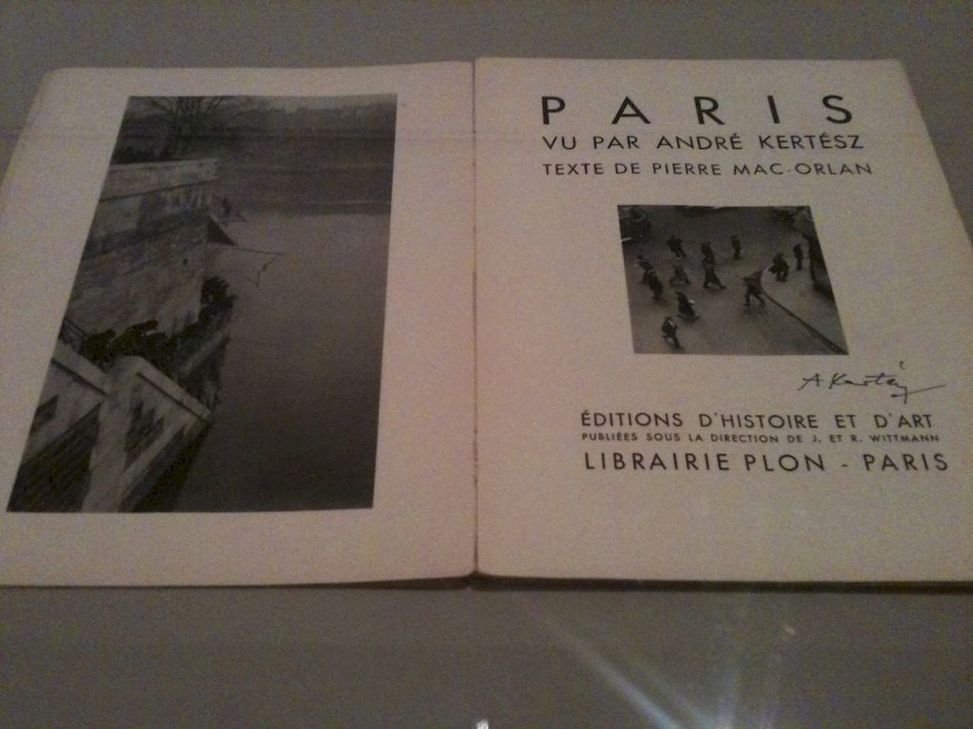 PARIS
VU PAR ANDRÉ KERTÉSZ
TEXTE DE PIERRE MAC-ORLAN
A Kertész
ÉDITIONS D'HISTOIRE ET D'ART
PUBLIÉES SOUS LA DIRECTION DE J. ET R. WITTMANN
LIBRAIRIE PLON - PARIS